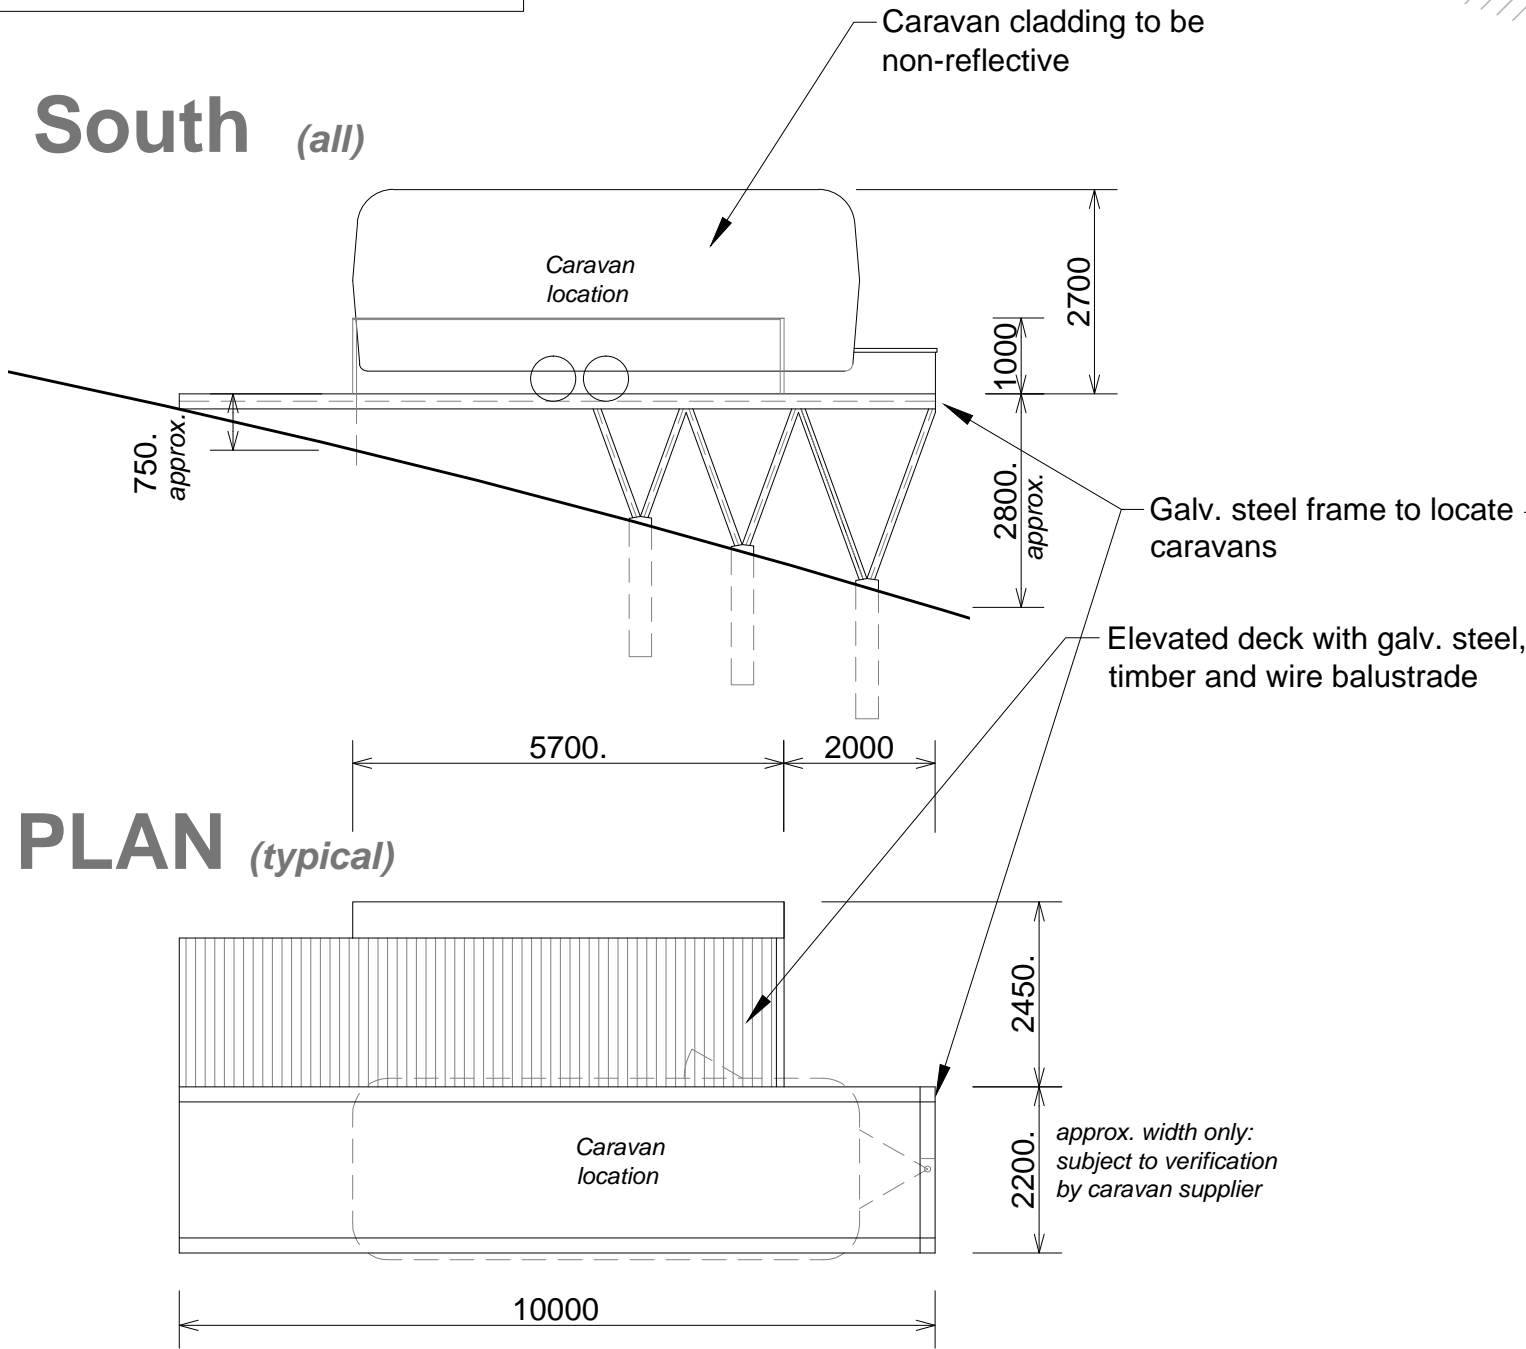 Caravan cladding to be
non-reflective
South (all)
Caravan
location
2700
1000
750.
approx.
2800.
approx.
Galv. steel frame to locate
caravans
Elevated deck with galv. steel,
timber and wire balustrade
5700.
2000
PLAN (typical)
2450.
Caravan
location
2200.
approx. width only:
subject to verification
by caravan supplier
10000